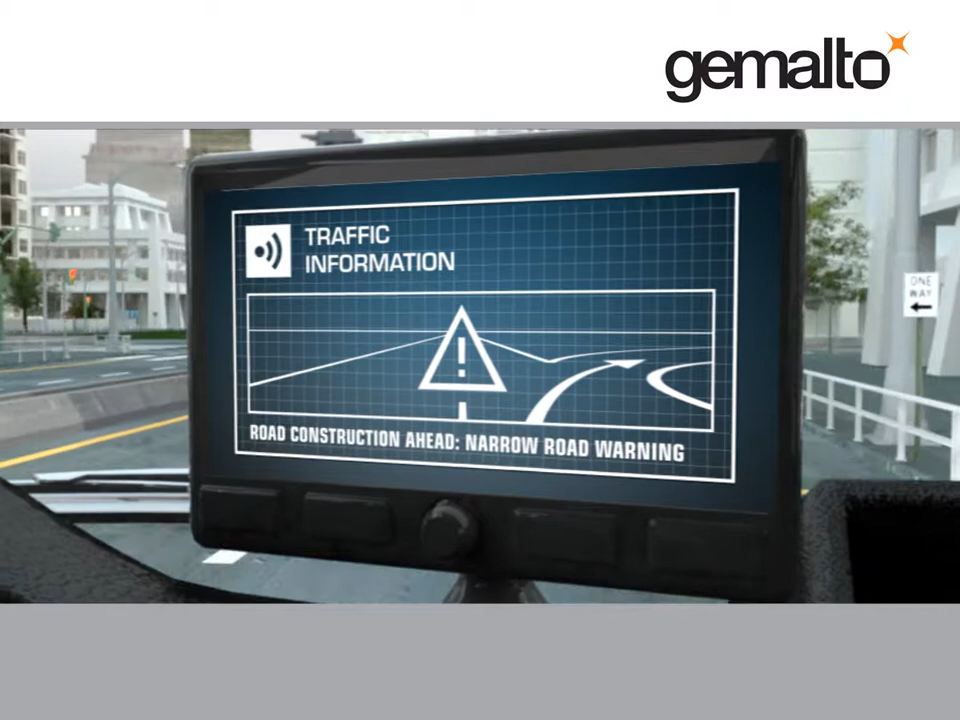 gemalto
TRAFFIC
INFORMATION
ONE
WAY
ROAD CONSTRUCTION AHEAD: NARROW ROAD WARNING